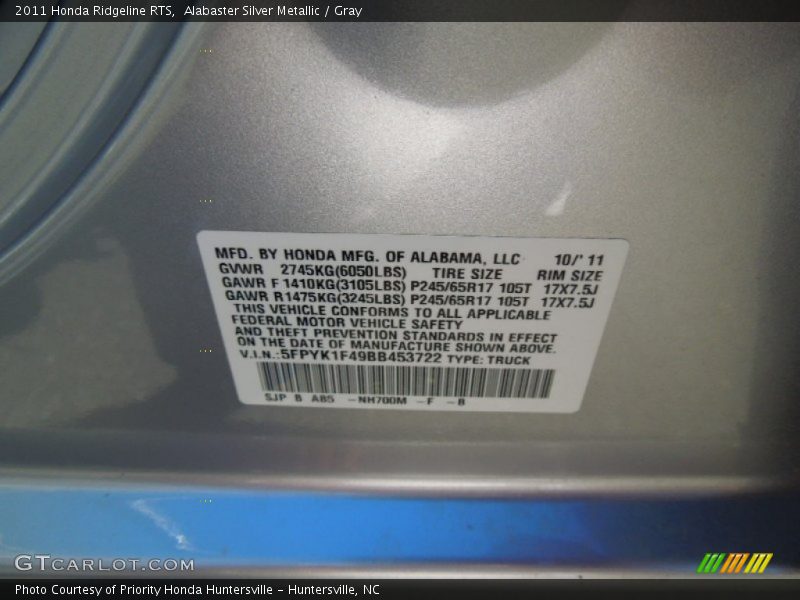 2011 Honda Ridgeline RTS,  Alabaster Silver Metallic / Gray
MFD. BY HONDA MFG. OF ALABAMA, LLC 10/'11
GVWR 2745KG(6050LBS) TIRE SIZE RIM SIZE
GAWR F 1410KG(3105LBS) P245/65R17 105T 17X7.5J
GAWR R1475KG(3245LBS) P245/65R17 105T 17X7.5J
THIS VEHICLE CONFORMS TO ALL APPLICABLE
FEDERAL MOTOR VEHICLE SAFETY
AND THEFT PREVENTION STANDARDS IN EFFECT
ON THE DATE OF MANUFACTURE SHOWN ABOVE.
V.I.N.:5FPYK1F49BB453722 TYPE: TRUCK
SJP B AB5 -NH700M -F -B
GTCARLOT.COM
Photo Courtesy of Priority Honda Huntersville - Huntersville, NC